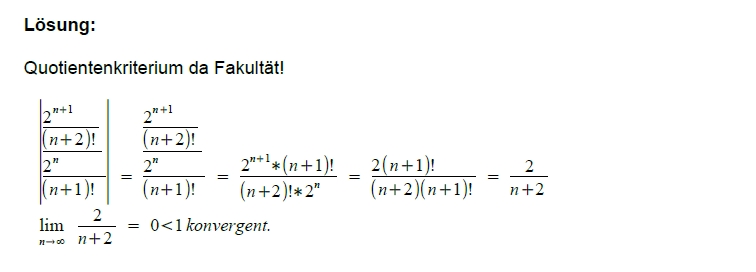 Lösung:
Quotientenkriterium da Fakultät!
|(2^(n+1)/(n+2)!)/(2^n/(n+1)!)| = (2^(n+1)/(n+2)!)/(2^n/(n+1)!) = (2^(n+1)*(n+1)!)/((n+2)!*2^n) = (2(n+1)!)/((n+2)(n+1)!) = 2/(n+2)
lim n→∞ 2/(n+2) = 0<1 konvergent.